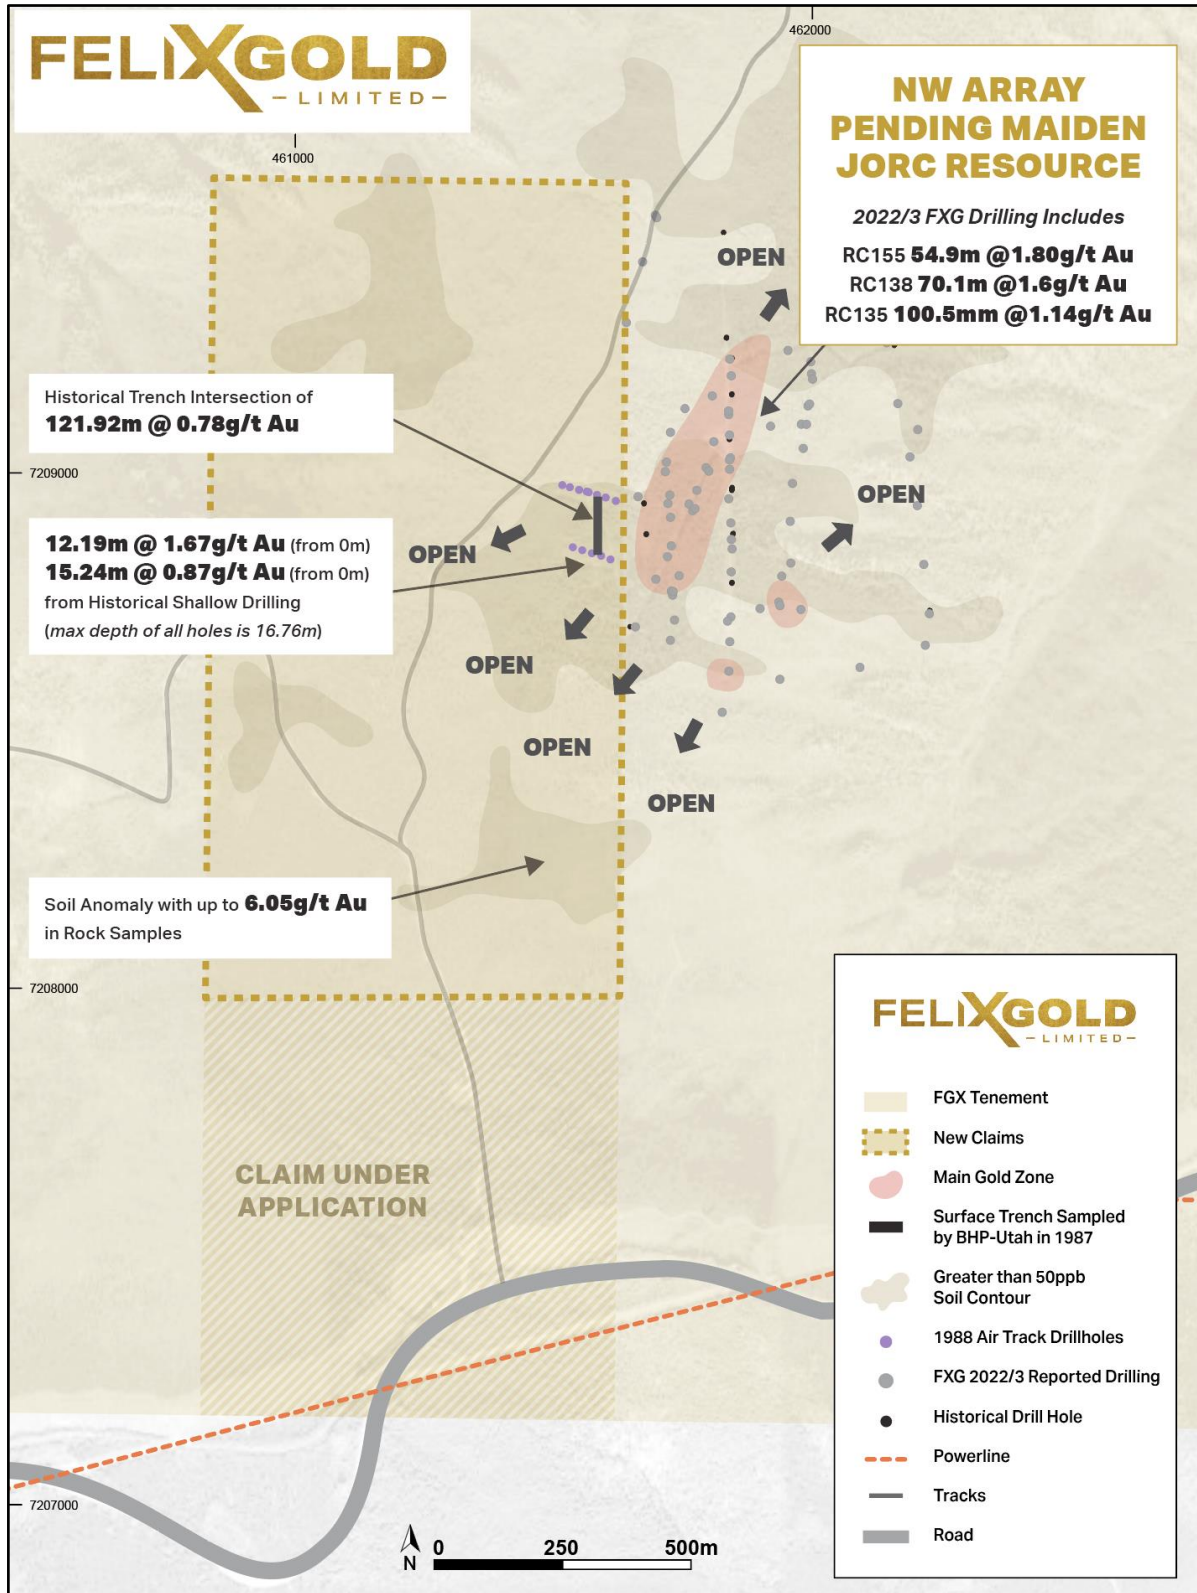 FELIXGOLD
– LIMITED –
462000
461000
NW ARRAY
PENDING MAIDEN
JORC RESOURCE
2022/3 FXG Drilling Includes
RC155 54.9m @1.80g/t Au
RC138 70.1m @1.6g/t Au
RC135 100.5mm @1.14g/t Au
OPEN
Historical Trench Intersection of
121.92m @ 0.78g/t Au
7209000
OPEN
12.19m @ 1.67g/t Au (from 0m)
15.24m @ 0.87g/t Au (from 0m)
from Historical Shallow Drilling
(max depth of all holes is 16.76m)
OPEN
OPEN
OPEN
OPEN
Soil Anomaly with up to 6.05g/t Au
in Rock Samples
7208000
CLAIM UNDER
APPLICATION
7207000
N
0 250 500m
FELIXGOLD
– LIMITED –
FGX Tenement
New Claims
Main Gold Zone
Surface Trench Sampled
by BHP-Utah in 1987
Greater than 50ppb
Soil Contour
1988 Air Track Drillholes
FXG 2022/3 Reported Drilling
Historical Drill Hole
Powerline
Tracks
Road